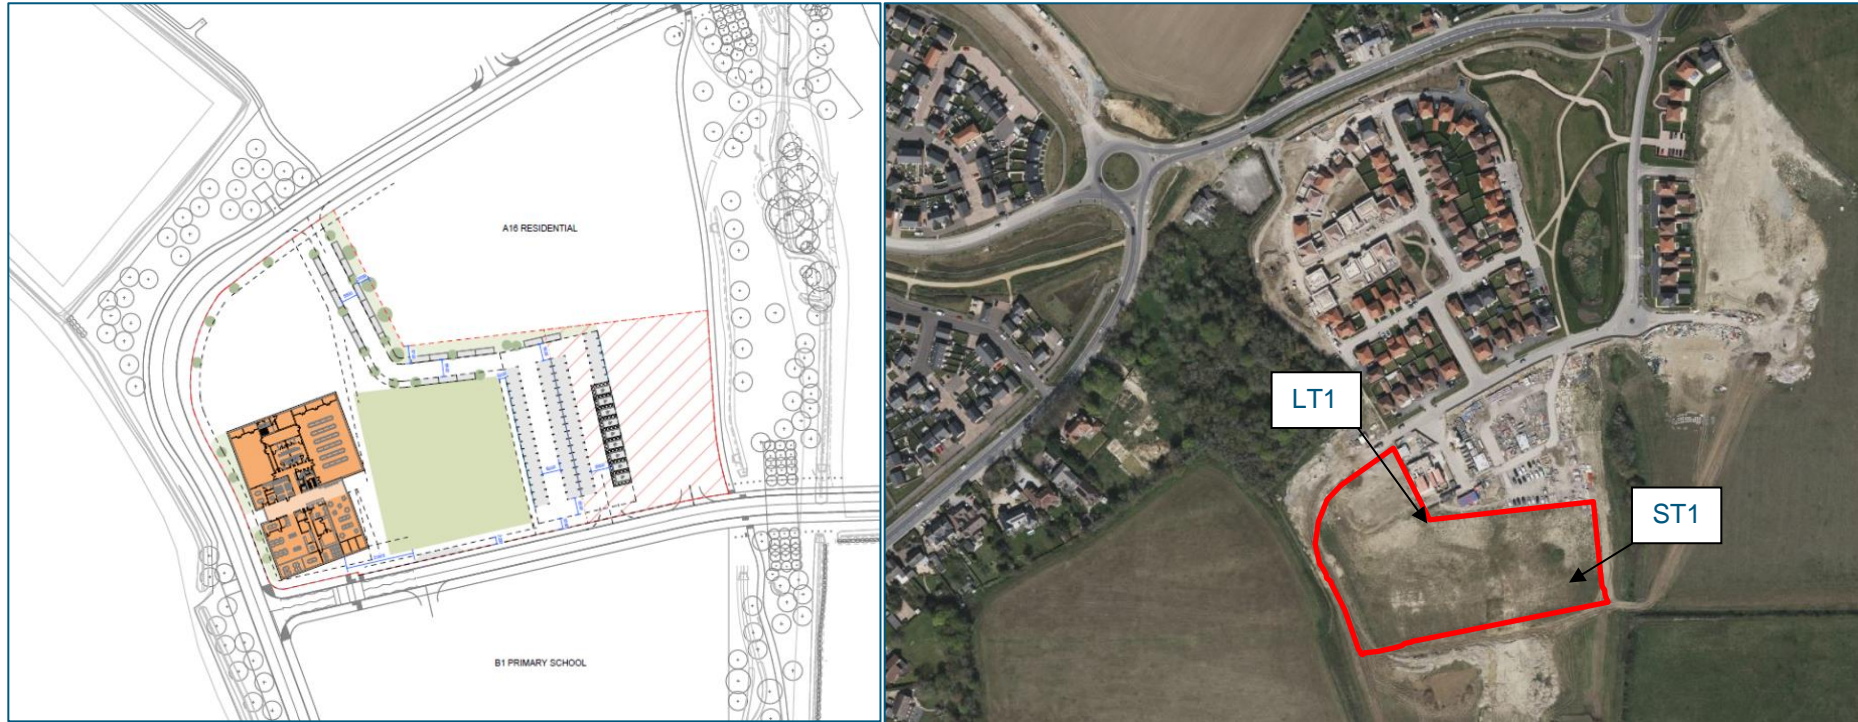 A16 RESIDENTIAL
B1 PRIMARY SCHOOL
LT1
ST1